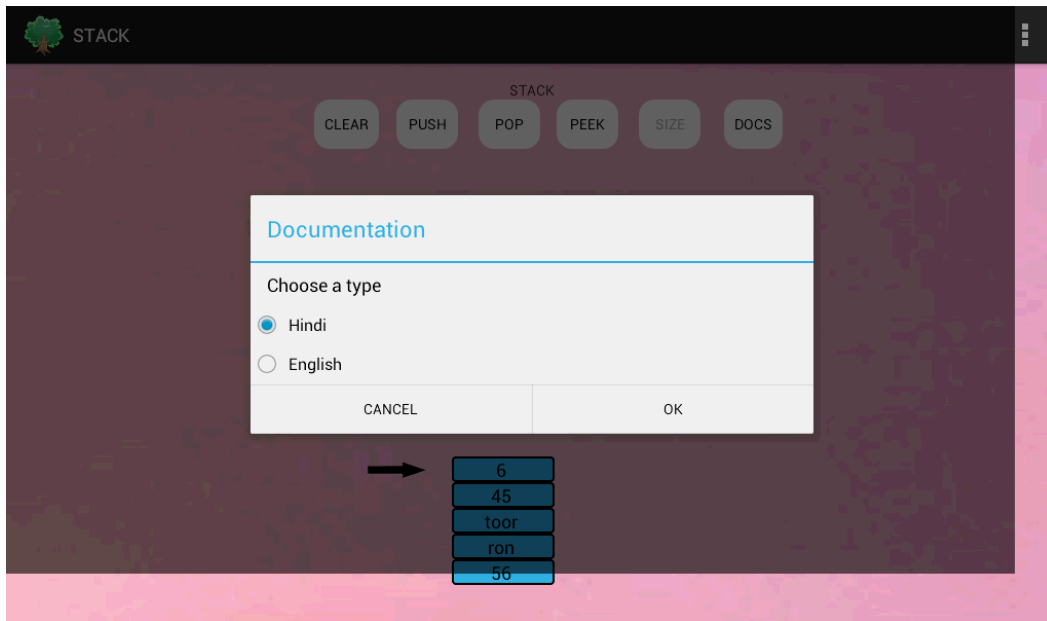 STACK
STACK
CLEAR PUSH POP PEEK SIZE DOCS
Documentation
Choose a type
Hindi
English
CANCEL OK
6
45
toor
ron
56